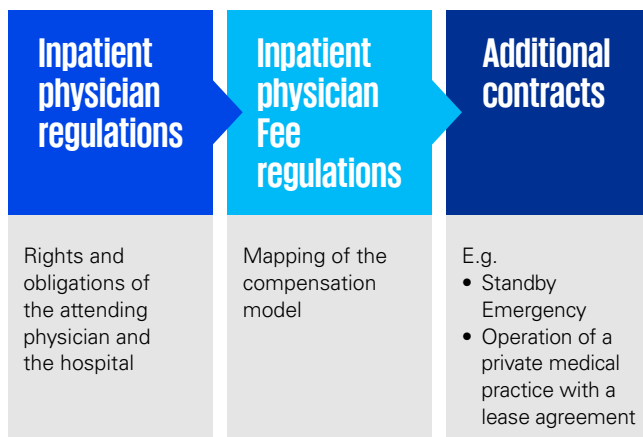 Inpatient
physician
regulations
Rights and
obligations of
the attending
physician and
the hospital
Inpatient
physician
Fee
regulations
Mapping of the
compensation
model
Additional
contracts
E.g.
• Standby
Emergency
• Operation of a
private medical
practice with a
lease agreement